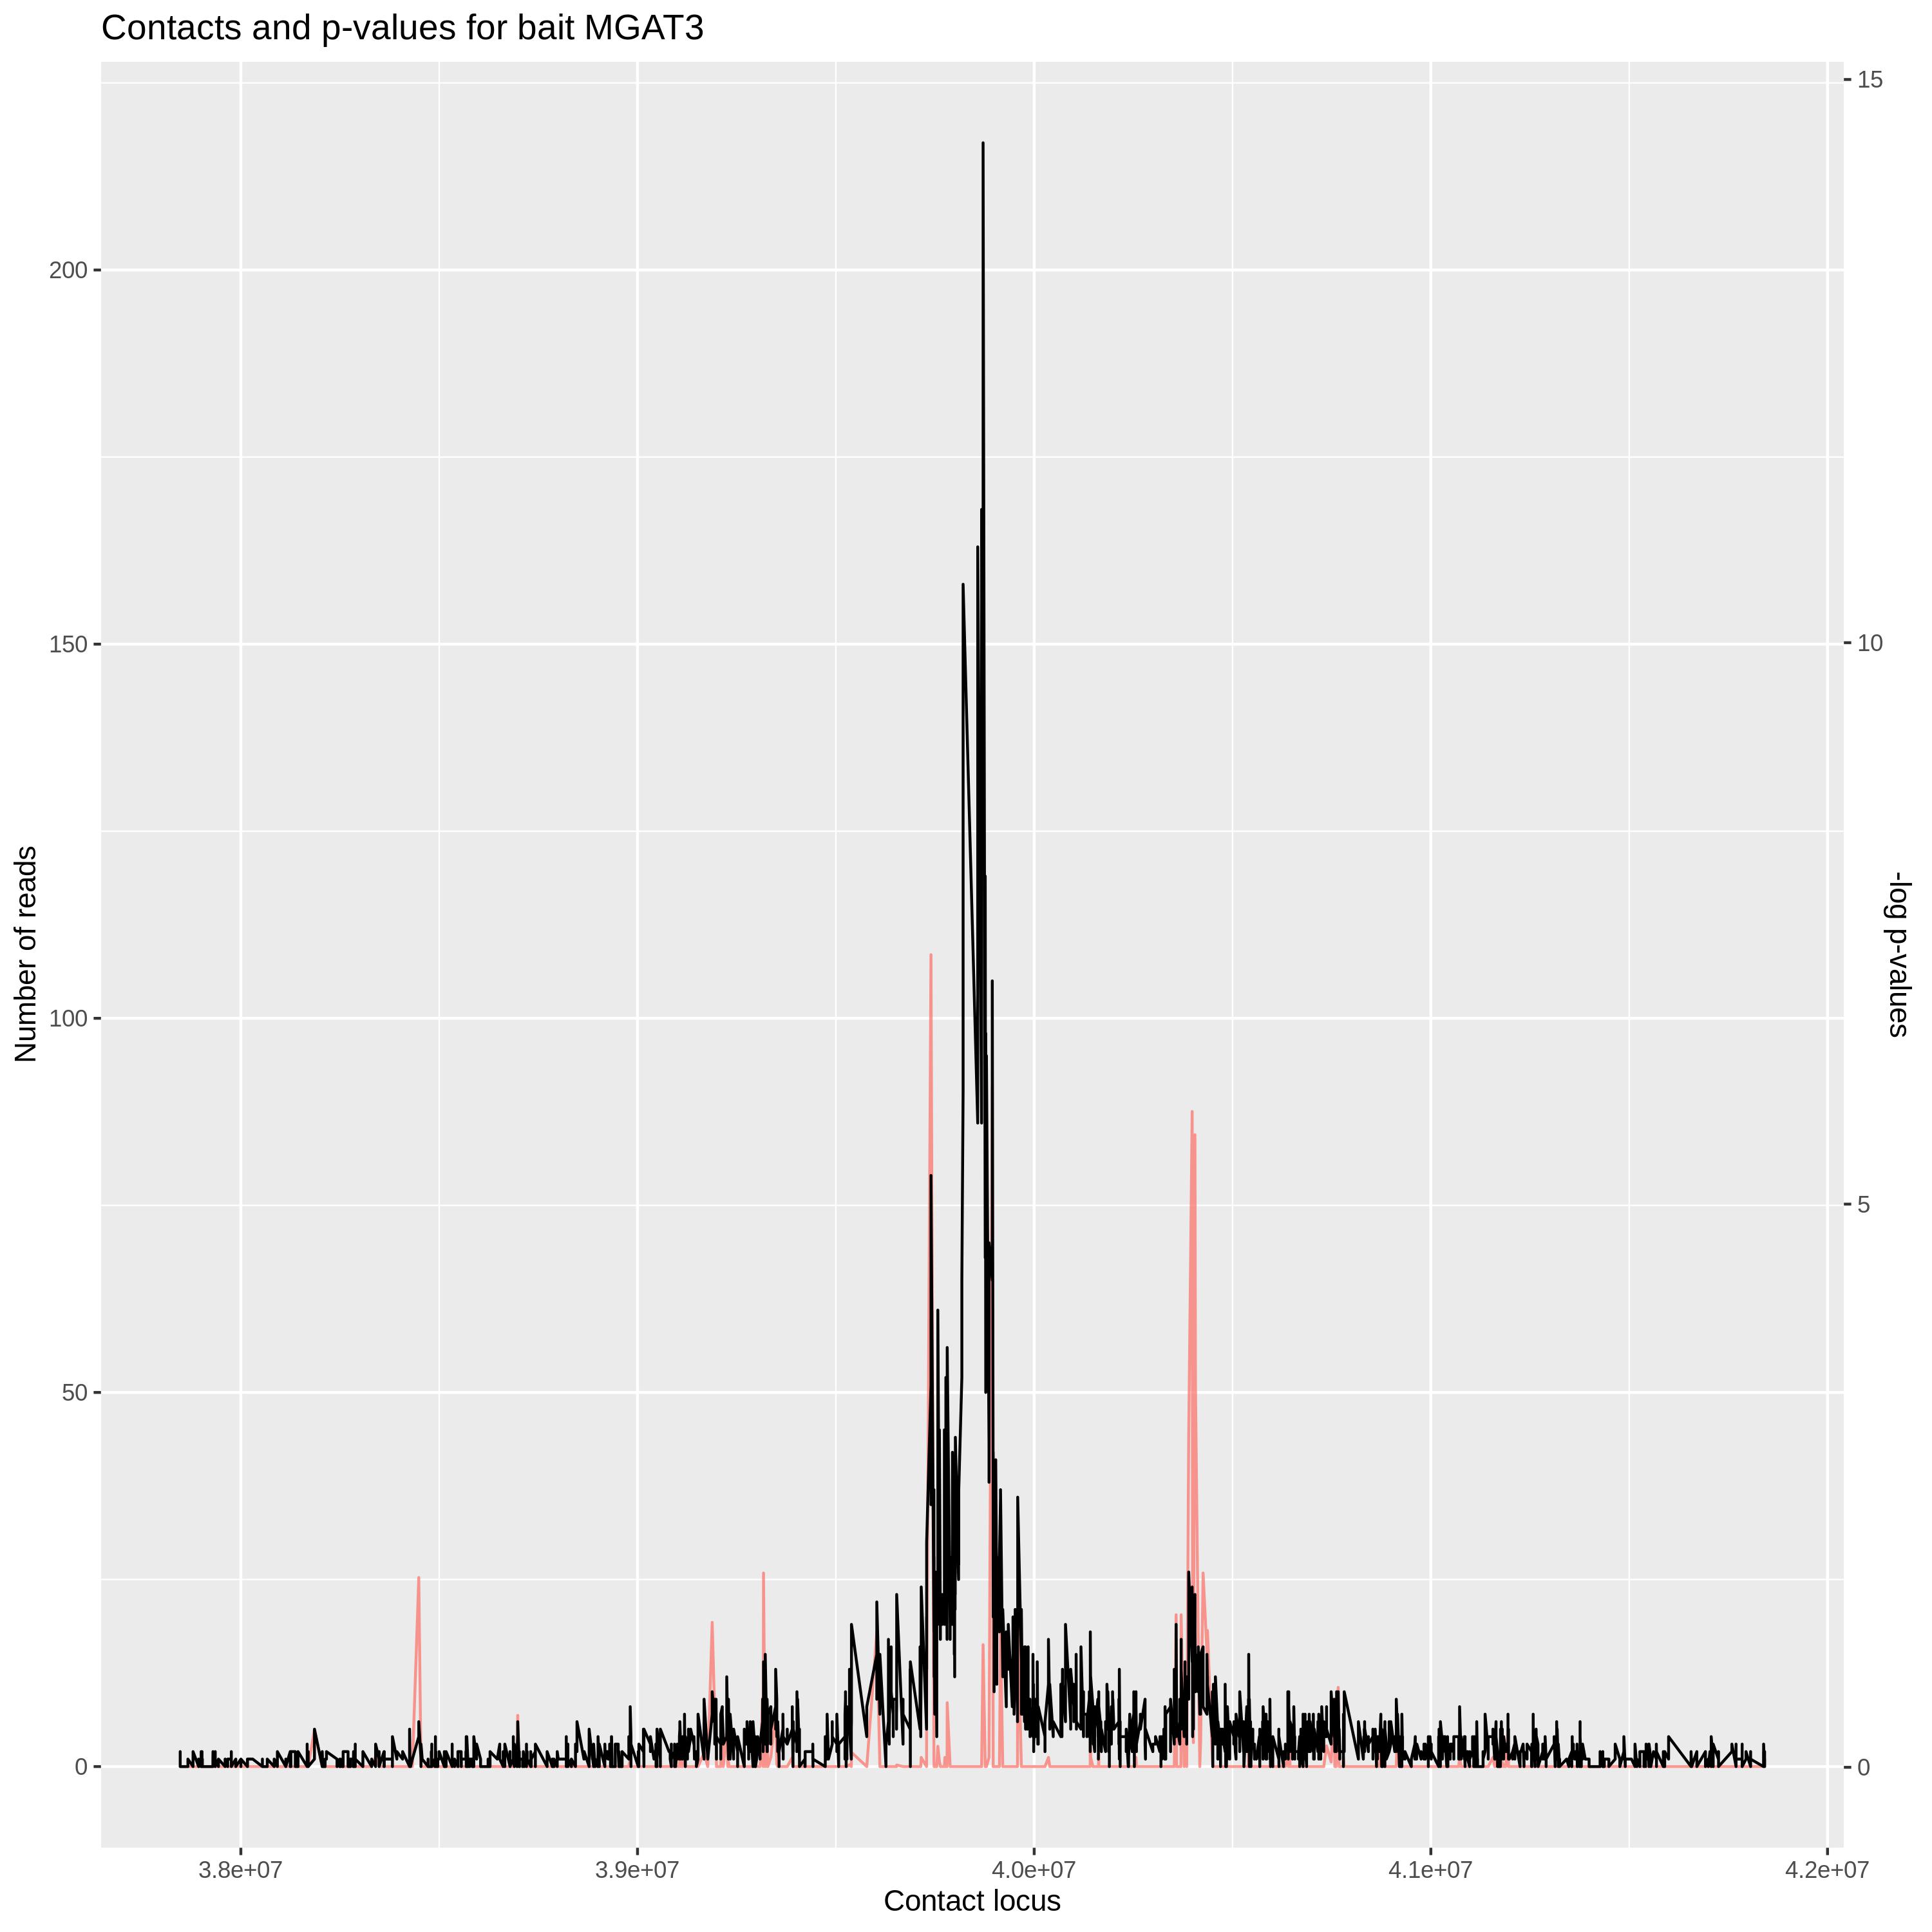 Contacts and p-values for bait MGAT3
15
200
150
10
Number of reads
-log p-values
100
5
50
0
0
3.8e+07
3.9e+07
4.0e+07
4.1e+07
4.2e+07
Contact locus